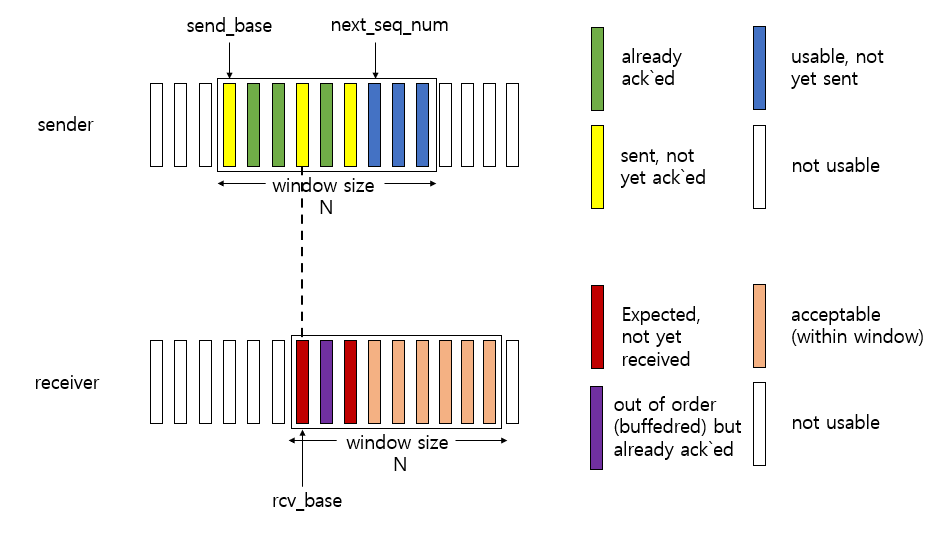 send_base
next_seq_num
sender
window size
N
already
ack`ed
usable, not
yet sent
sent, not
yet ack`ed
not usable
receiver
window size
N
rcv_base
Expected,
not yet
received
acceptable
(within window)
out of order
(buffedred) but
already ack`ed
not usable